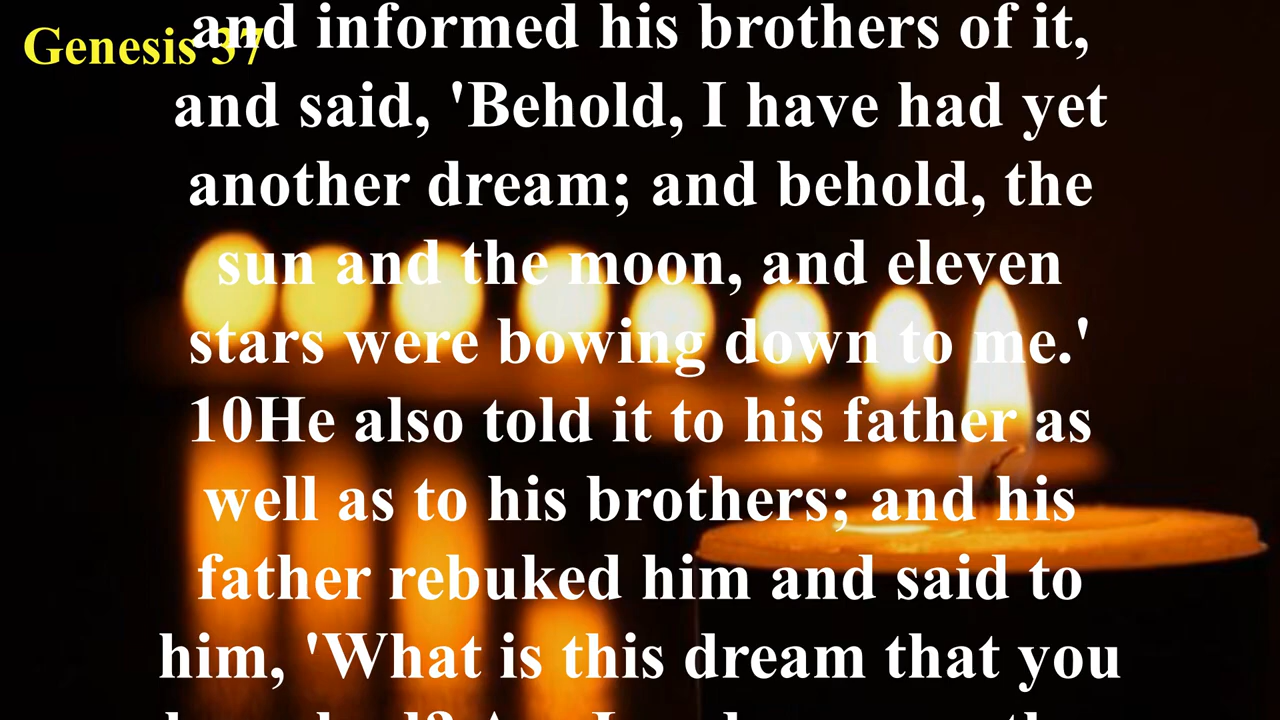 Genesis 37
and informed his brothers of it,
and said, 'Behold, I have had yet
another dream; and behold, the
sun and the moon, and eleven
stars were bowing down to me.'
10He also told it to his father as
well as to his brothers; and his
father rebuked him and said to
him, 'What is this dream that you